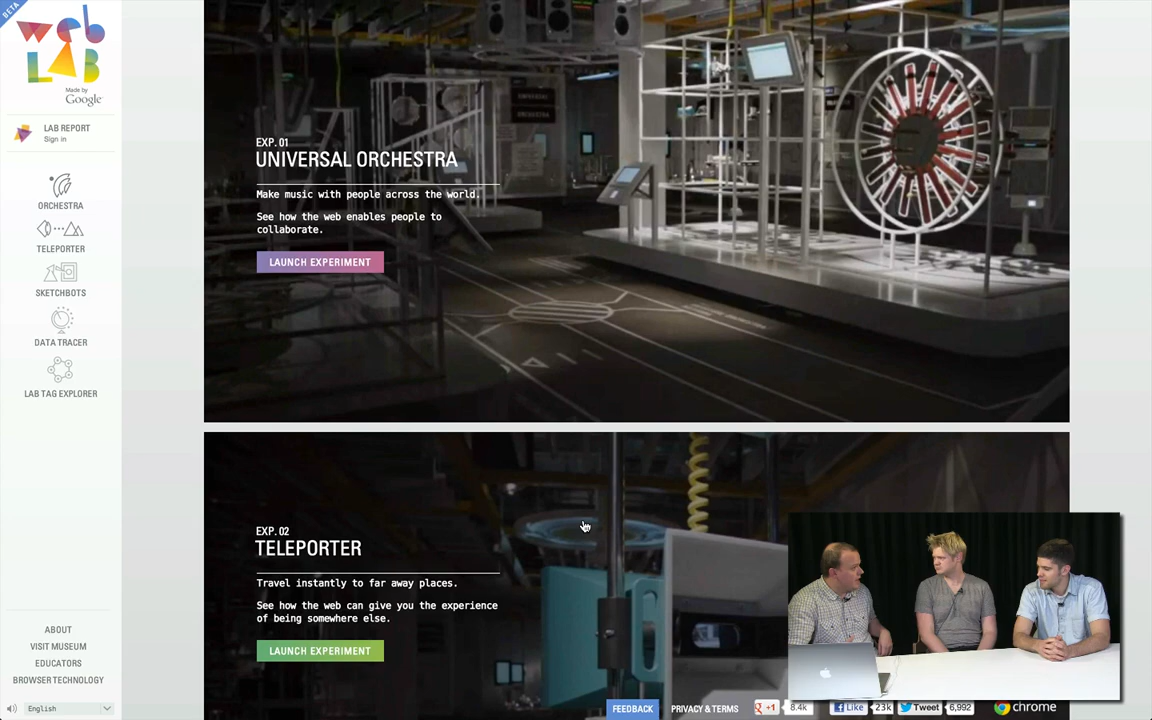 BETA
web
LAB
Made by
Google
LAB REPORT
Sign in
ORCHESTRA
TELEPORTER
SKETCHBOTS
DATA TRACER
LAB TAG EXPLORER
ABOUT
VISIT MUSEUM
EDUCATORS
BROWSER TECHNOLOGY
English
EXP. 01
UNIVERSAL ORCHESTRA
Make music with people across the world.
See how the web enables people to
collaborate.
LAUNCH EXPERIMENT
UNIVERSAL
ORCHESTRA
EXP. 02
TELEPORTER
Travel instantly to far away places.
See how the web can give you the experience
of being somewhere else.
LAUNCH EXPERIMENT
FEEDBACK
PRIVACY & TERMS
g +1 8.4k
Like 23k
Tweet 6,992
chrome